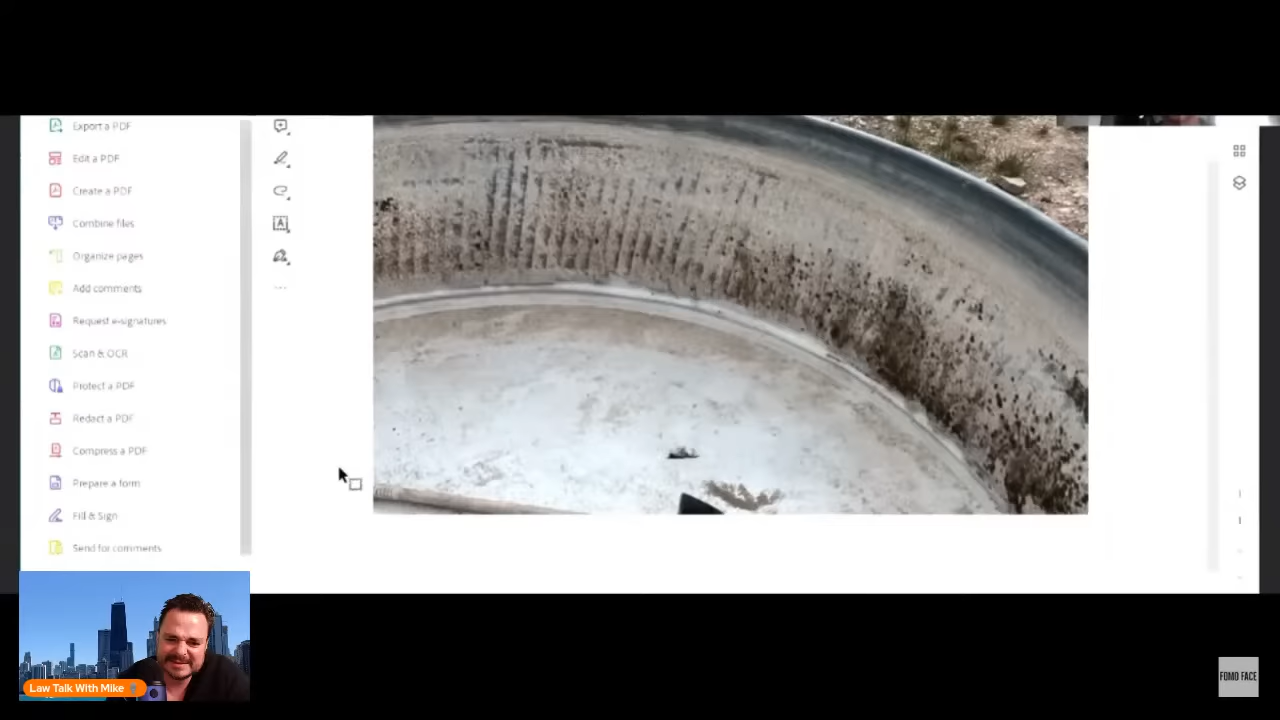 Export a PDF
Edit a PDF
Create a PDF
Combine files
Organize pages
Add comments
Request e-signatures
Scan & OCR
Protect a PDF
Redact a PDF
Compress a PDF
Prepare a form
Fill & Sign
Send for comments
Law Talk With Mike
FOMO FACE